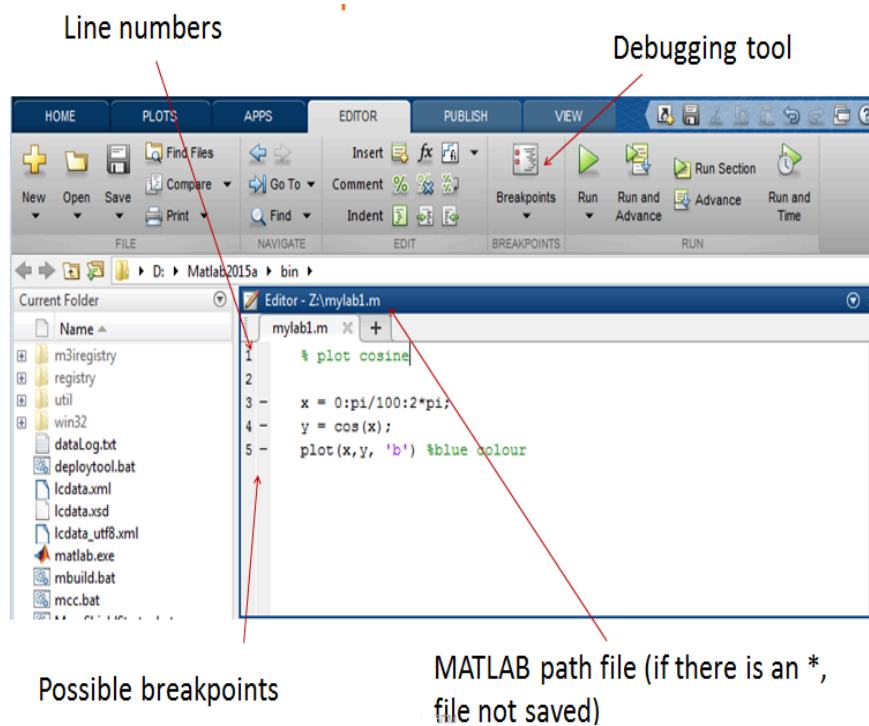 Line numbers
Debugging tool
HOME PLOTS APPS EDITOR PUBLISH VIEW
Find Files Insert fx
Compare Go To Comment % Breakpoints Run Run and Advance Run Section Advance Run and Time
New Open Save Print Find Indent
FILE NAVIGATE EDIT BREAKPOINTS RUN
D: Matlab2015a bin
Current Folder
Name
m3iregistry
registry
util
win32
dataLog.txt
deploytool.bat
lcdata.xml
lcdata.xsd
lcdata_utf8.xml
matlab.exe
mbuild.bat
mcc.bat
Editor - Z:\mylab1.m
mylab1.m +
1 % plot cosine
2
3 - x = 0:pi/100:2*pi;
4 - y = cos(x);
5 - plot(x,y, 'b') %blue colour
Possible breakpoints
MATLAB path file (if there is an *,
file not saved)